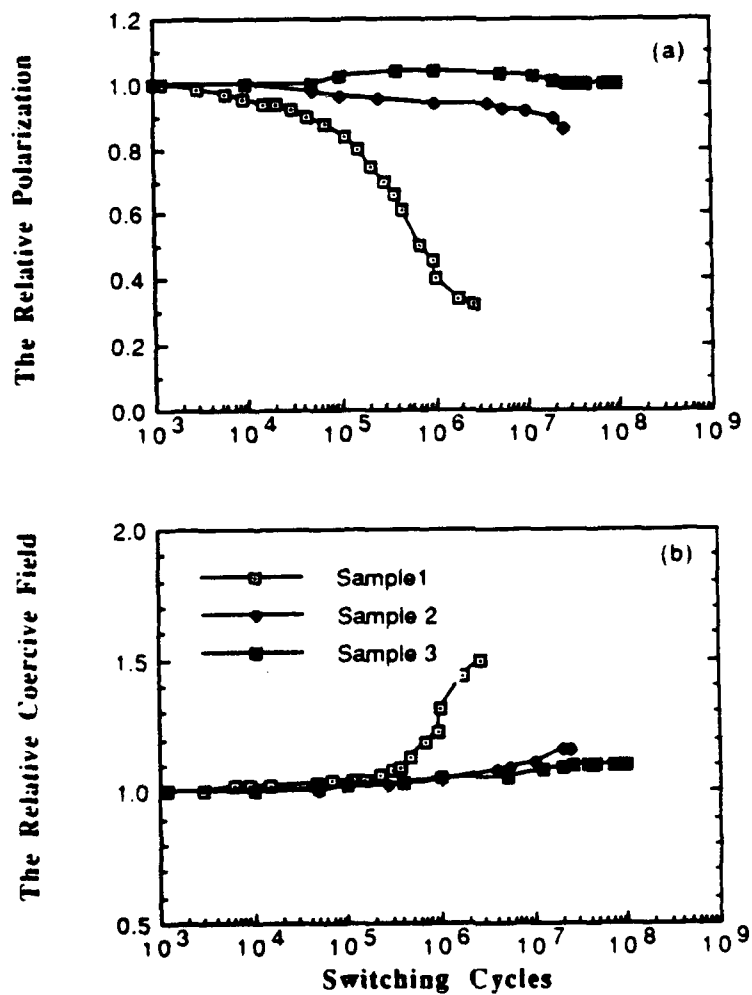 The Relative Polarization
(a)
1.2
1.0
0.8
0.6
0.4
0.2
0.0
10^3 10^4 10^5 10^6 10^7 10^8 10^9
The Relative Coercive Field
(b)
2.0
1.5
1.0
0.5
Sample1
Sample 2
Sample 3
10^3 10^4 10^5 10^6 10^7 10^8 10^9
Switching Cycles